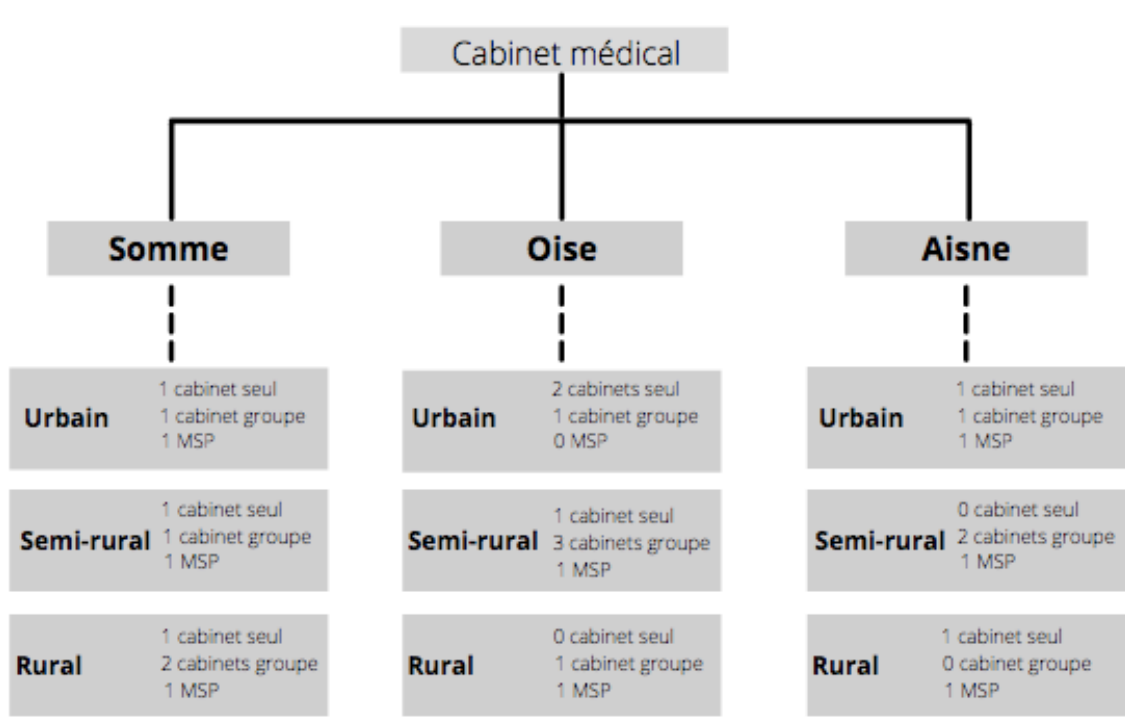 Cabinet médical
Somme
Oise
Aisne
Urbain
1 cabinet seul
1 cabinet groupe
1 MSP
Urbain
2 cabinets seul
1 cabinet groupe
0 MSP
Urbain
1 cabinet seul
1 cabinet groupe
1 MSP
Semi-rural
1 cabinet seul
1 cabinet groupe
1 MSP
Semi-rural
1 cabinet seul
3 cabinets groupe
1 MSP
Semi-rural
0 cabinet seul
2 cabinets groupe
1 MSP
Rural
1 cabinet seul
2 cabinets groupe
1 MSP
Rural
0 cabinet seul
1 cabinet groupe
1 MSP
Rural
1 cabinet seul
0 cabinet groupe
1 MSP